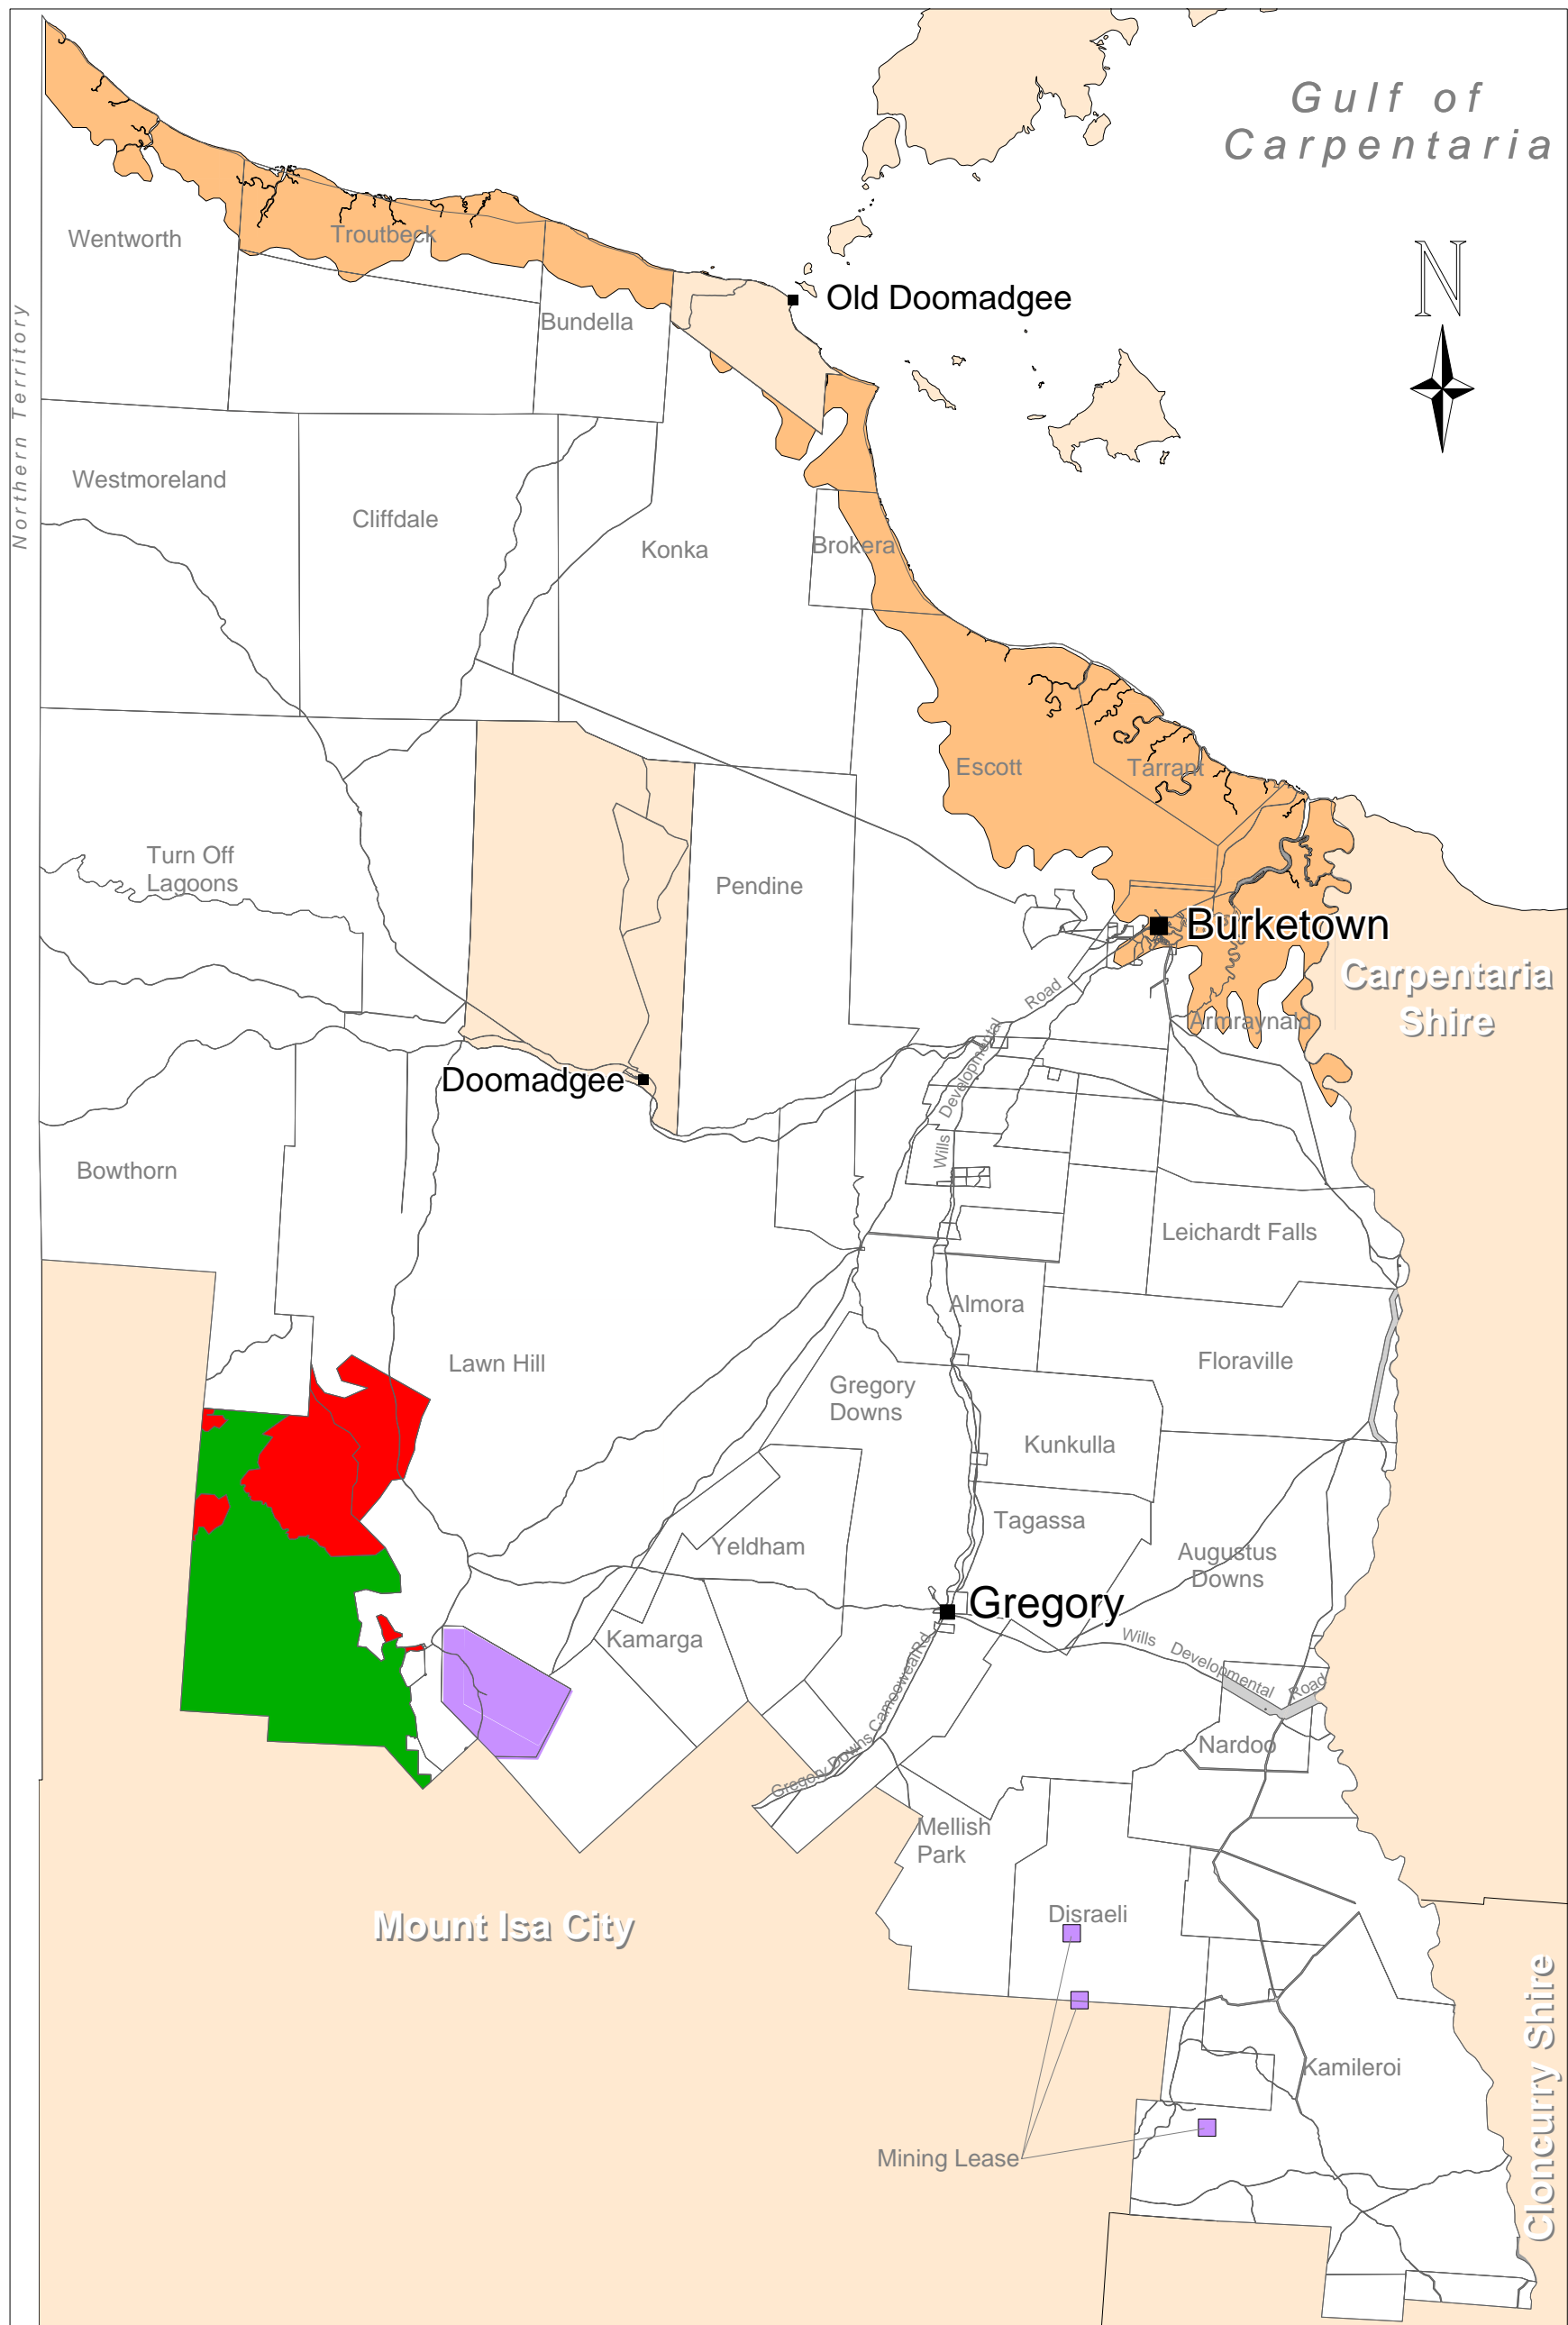 Gulf of
Carpentaria
N
Wentworth
Troutbeck
Old Doomadgee
Bundella
Northern Territory
Westmoreland
Cliffdale
Konka
Brokera
Escott
Tarrant
Turn Off
Lagoons
Pendine
Burketown
Carpentaria
Shire
Road
Armraynald
Developmental
Wills
Doomadgee
Bowthorn
Leichardt Falls
Almora
Lawn Hill
Floraville
Gregory
Downs
Kunkulla
Tagassa
Yeldham
Augustus
Downs
Gregory
Kamarga
Wills Developmental Road
Gregory Downs Camooweal Rd
Nardoo
Mellish
Park
Disraeli
Mount Isa City
Cloncurry Shire
Kamileroi
Mining Lease